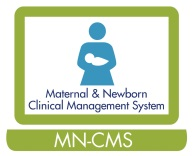 Maternal & Newborn
Clinical Management System
MN-CMS